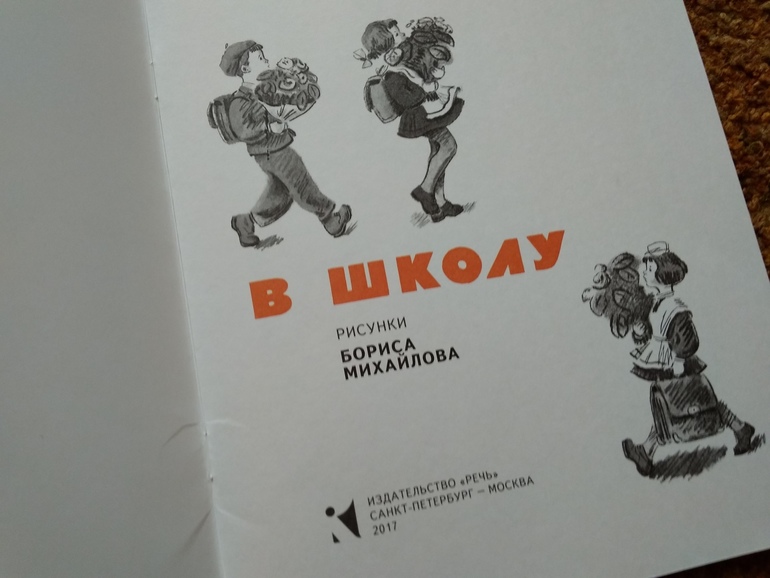 В ШКОЛУ
РИСУНКИ
БОРИСА
МИХАЙЛОВА
ИЗДАТЕЛЬСТВО «РЕЧЬ»
САНКТ-ПЕТЕРБУРГ — МОСКВА
2017